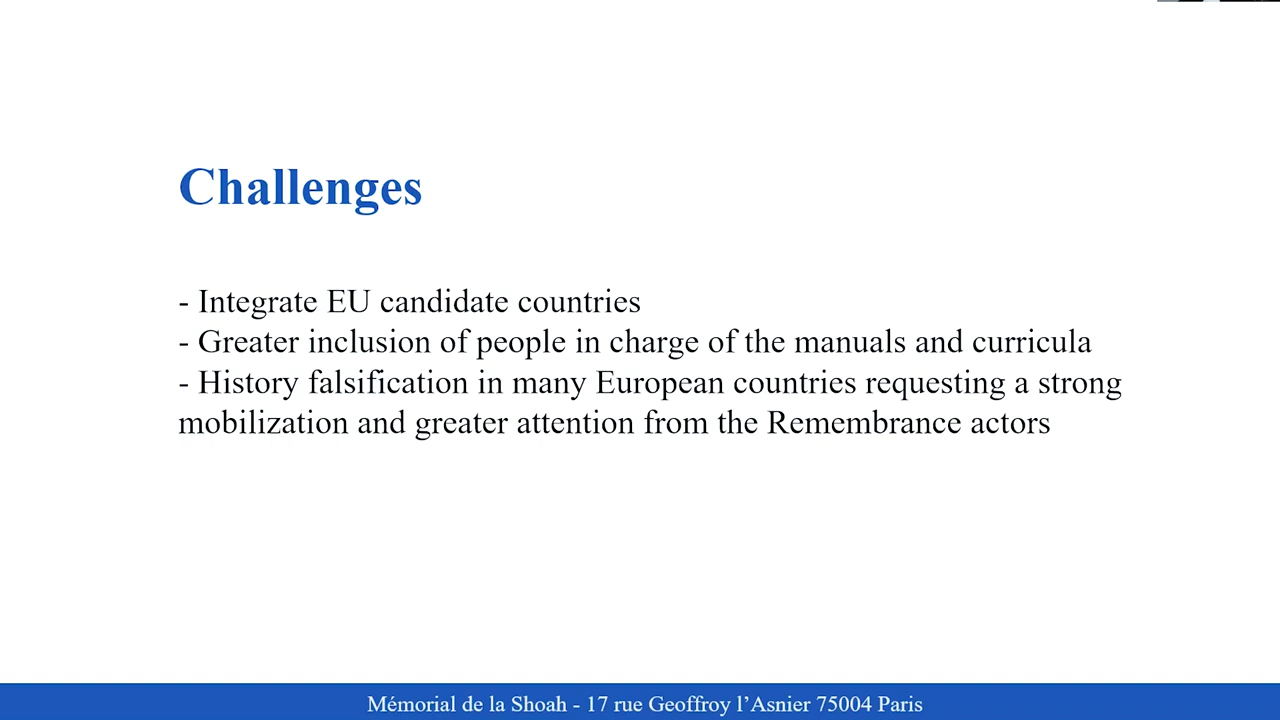 Challenges
- Integrate EU candidate countries
- Greater inclusion of people in charge of the manuals and curricula
- History falsification in many European countries requesting a strong
mobilization and greater attention from the Remembrance actors
Mémorial de la Shoah - 17 rue Geoffroy l’Asnier 75004 Paris